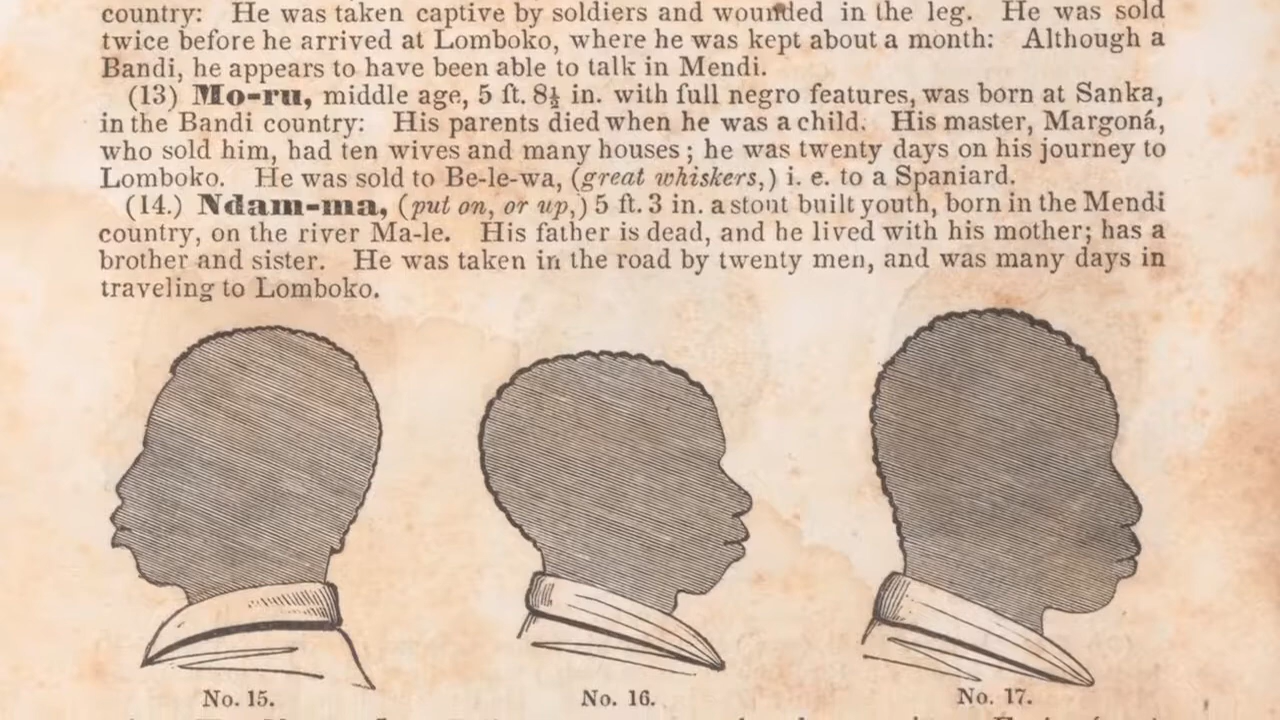 country: He was taken captive by soldiers and wounded in the leg. He was sold
twice before he arrived at Lomboko, where he was kept about a month: Although a
Bandi, he appears to have been able to talk in Mendi.
(13) Mo-ru, middle age, 5 ft. 8½ in. with full negro features, was born at Sanka,
in the Bandi country: His parents died when he was a child. His master, Margoná,
who sold him, had ten wives and many houses; he was twenty days on his journey to
Lomboko. He was sold to Be-le-wa, (great whiskers,) i. e. to a Spaniard.
(14.) Ndam-ma, (put on, or up,) 5 ft. 3 in. a stout built youth, born in the Mendi
country, on the river Ma-le. His father is dead, and he lived with his mother; has a
brother and sister. He was taken in the road by twenty men, and was many days in
traveling to Lomboko.
No. 15. No. 16. No. 17.